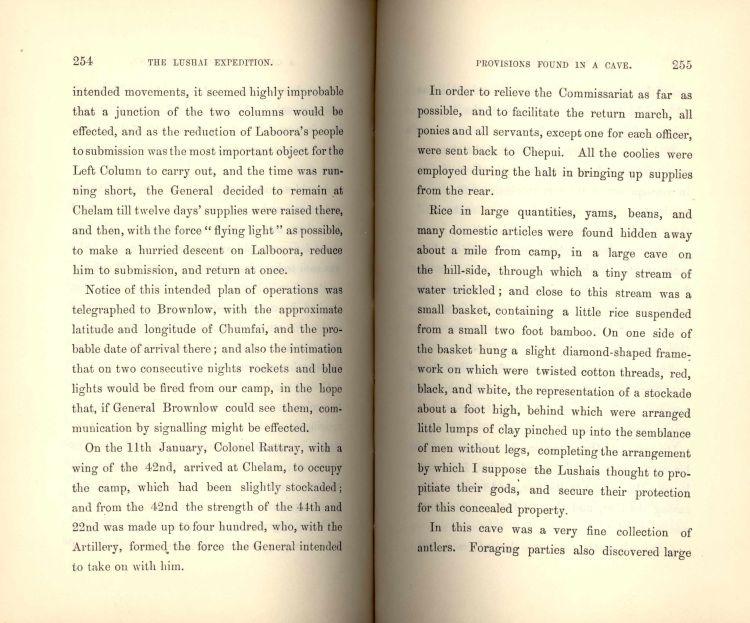 254
THE LUSHAI EXPEDITION.
intended movements, it seemed highly improbable
that a junction of the two columns would be
effected, and as the reduction of Laboora's people
to submission was the most important object for the
Left Column to carry out, and the time was run-
ning short, the General decided to remain at
Chelam till twelve days' supplies were raised there,
and then, with the force “ flying light ” as possible,
to make a hurried descent on Lalboora, reduce
him to submission, and return at once.
Notice of this intended plan of operations was
telegraphed to Brownlow, with the approximate
latitude and longitude of Chumfai, and the pro-
bable date of arrival there ; and also the intimation
that on two consecutive nights rockets and blue
lights would be fired from our camp, in the hope
that, if General Brownlow could see them, com-
munication by signalling might be effected.
On the 11th January, Colonel Rattray, with a
wing of the 42nd, arrived at Chelam, to occupy
the camp, which had been slightly stockaded ;
and from the 42nd the strength of the 44th and
22nd was made up to four hundred, who, with the
Artillery, formed the force the General intended
to take on with him.
PROVISIONS FOUND IN A CAVE.
255
In order to relieve the Commissariat as far as
possible, and to facilitate the return march, all
ponies and all servants, except one for each officer,
were sent back to Chepui. All the coolies were
employed during the halt in bringing up supplies
from the rear.
Rice in large quantities, yams, beans, and
many domestic articles were found hidden away
about a mile from camp, in a large cave on
the hill-side, through which a tiny stream of
water trickled ; and close to this stream was a
small basket, containing a little rice suspended
from a small two foot bamboo. On one side of
the basket hung a slight diamond-shaped frame-
work on which were twisted cotton threads, red,
black, and white, the representation of a stockade
about a foot high, behind which were arranged
little lumps of clay pinched up into the semblance
of men without legs, completing the arrangement
by which I suppose the Lushais thought to pro-
pitiate their gods, and secure their protection
for this concealed property.
In this cave was a very fine collection of
antlers. Foraging parties also discovered large